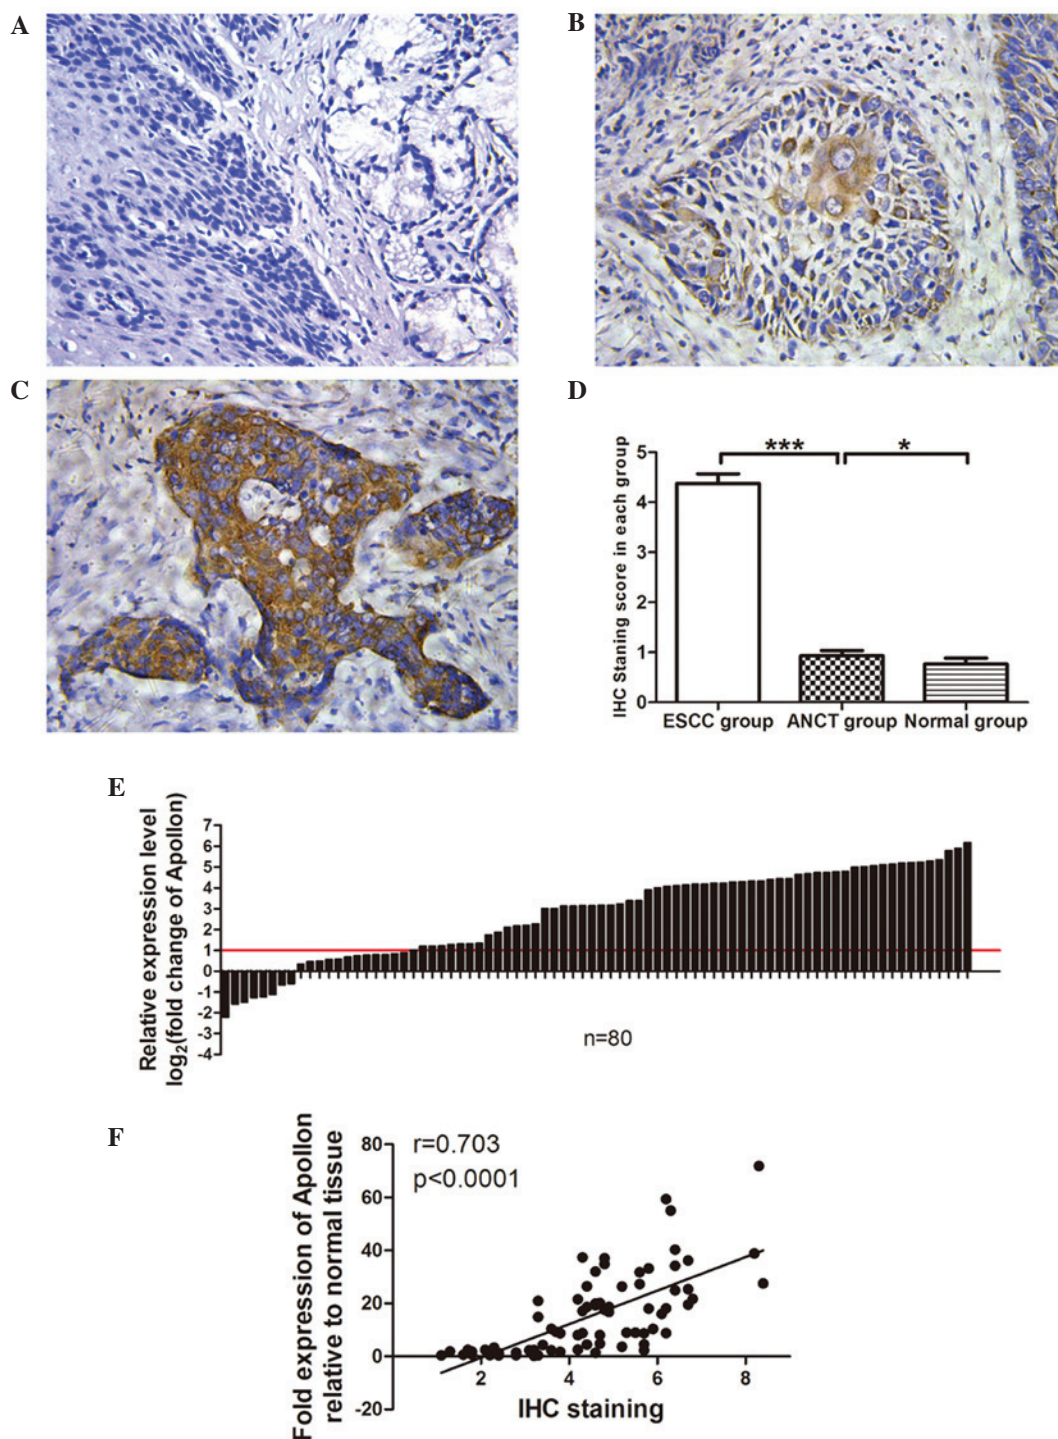 A
B
C
D
IHC Staning score in each group
5
4
3
2
1
0
***
*
ESCC group
ANCT group
Normal group
E
Relative expression level
log₂(fold change of Apollon)
7
6
5
4
3
2
1
0
-1
-2
-3
-4
n=80
F
Fold expression of Apollon
relative to normal tissue
80
60
40
20
0
-20
r=0.703
p<0.0001
2
4
6
8
IHC staining